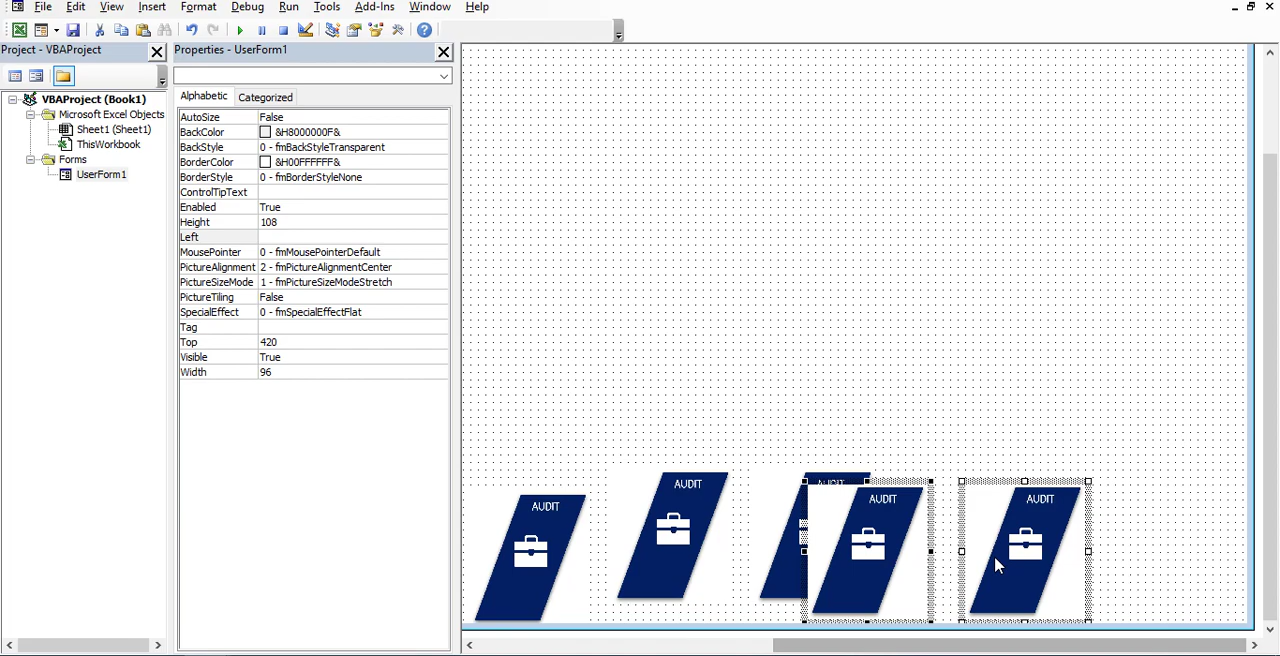 File Edit View Insert Format Debug Run Tools Add-Ins Window Help
Project - VBAProject
Properties - UserForm1
Alphabetic Categorized
VBAProject (Book1)
Microsoft Excel Objects
Sheet1 (Sheet1)
ThisWorkbook
Forms
UserForm1
AutoSize False
BackColor &H8000000F&
BackStyle 0 - fmBackStyleTransparent
BorderColor &H00FFFFFF&
BorderStyle 0 - fmBorderStyleNone
ControlTipText
Enabled True
Height 108
Left
MousePointer 0 - fmMousePointerDefault
PictureAlignment 2 - fmPictureAlignmentCenter
PictureSizeMode 1 - fmPictureSizeModeStretch
PictureTiling False
SpecialEffect 0 - fmSpecialEffectFlat
Tag
Top 420
Visible True
Width 96
AUDIT
AUDIT
AUDIT
AUDIT
AUDIT